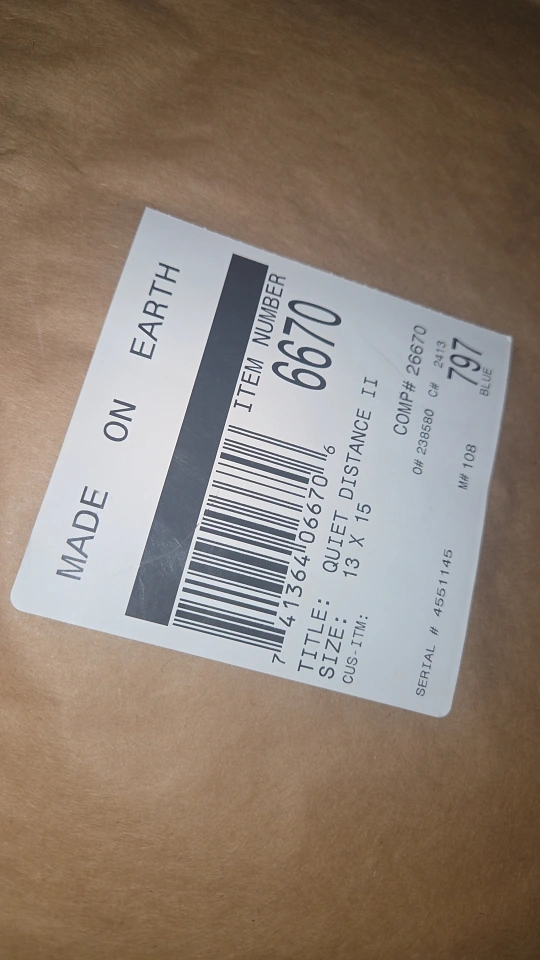 MADE ON EARTH
ITEM NUMBER
6670
7 41364 06670 6
TITLE: QUIET DISTANCE II
SIZE: 13 X 15
CUS-ITM:
COMP# 26670
O# 238580 C# 2413
797
SERIAL # 4551145 M# 108 BLUE